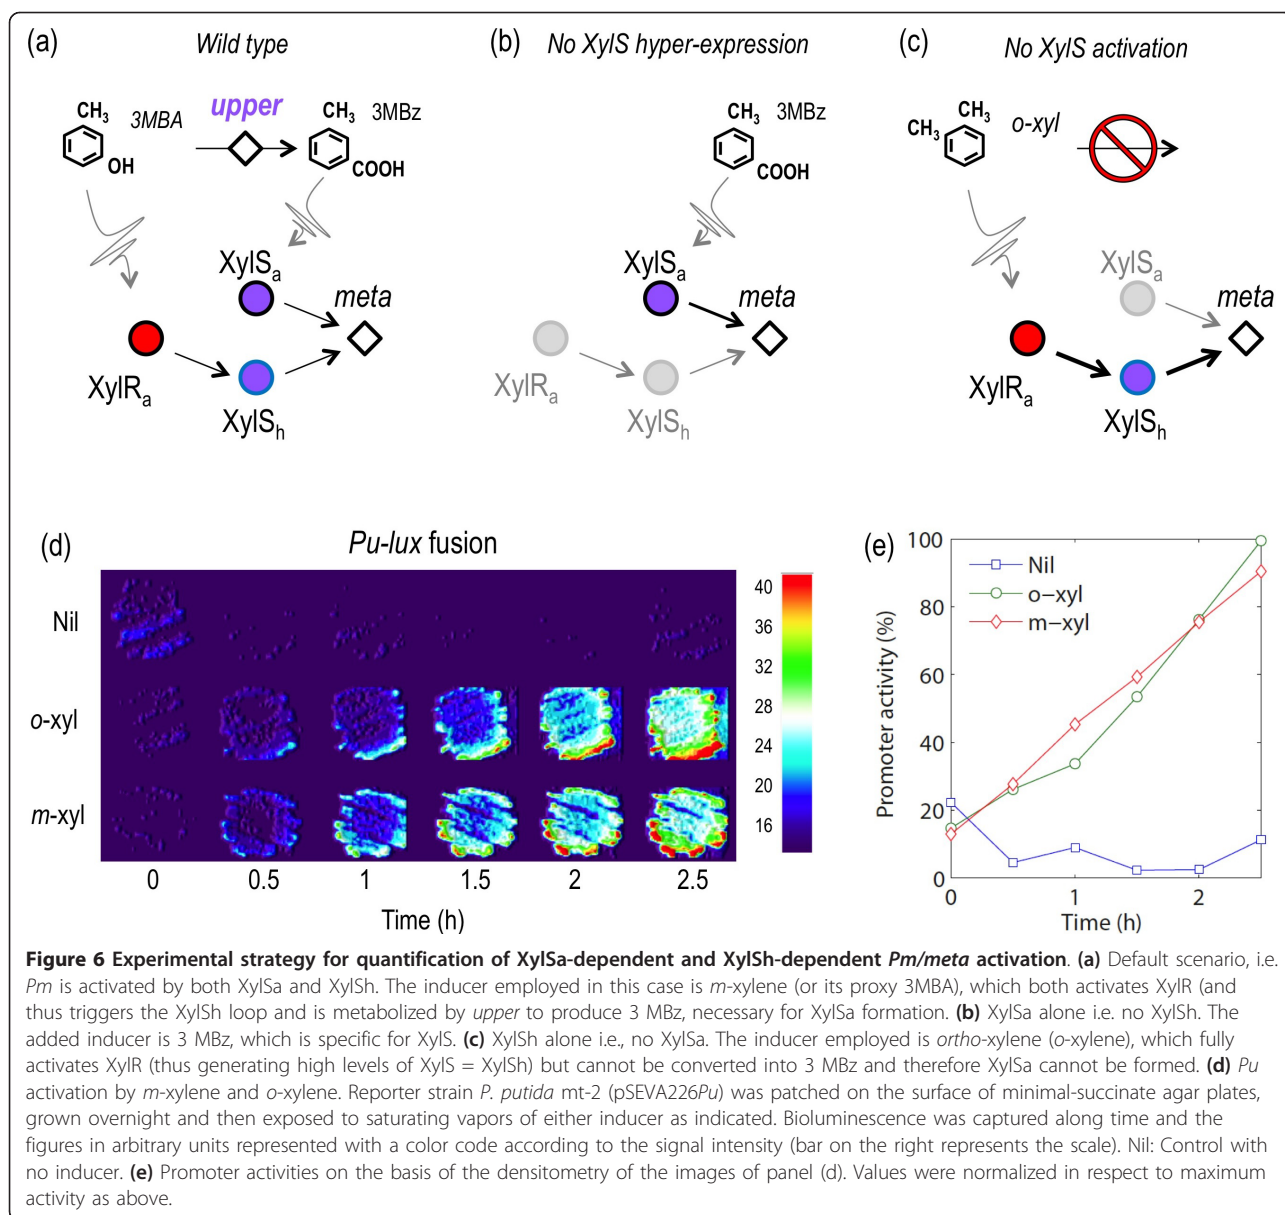 (a)
Wild type
CH3
3MBA
OH
upper
CH3
3MBz
COOH
XylSa
meta
XylRa
XylSh
(b)
No XylS hyper-expression
CH3
3MBz
COOH
XylSa
meta
XylRa
XylSh
(c)
No XylS activation
CH3
CH3
o-xyl
XylSa
meta
XylRa
XylSh
(d)
Pu-lux fusion
Nil
o-xyl
m-xyl
0 0.5 1 1.5 2 2.5
Time (h)
40
36
32
28
24
20
16
(e)
Promoter activity (%)
100
80
60
40
20
0
Nil
o-xyl
m-xyl
0 1 2
Time (h)
Figure 6 Experimental strategy for quantification of XylSa-dependent and XylSh-dependent Pm/meta activation. (a) Default scenario, i.e.
Pm is activated by both XylSa and XylSh. The inducer employed in this case is m-xylene (or its proxy 3MBA), which both activates XylR (and
thus triggers the XylSh loop and is metabolized by upper to produce 3 MBz, necessary for XylSa formation. (b) XylSa alone i.e. no XylSh. The
added inducer is 3 MBz, which is specific for XylS. (c) XylSh alone i.e., no XylSa. The inducer employed is ortho-xylene (o-xylene), which fully
activates XylR (thus generating high levels of XylS = XylSh) but cannot be converted into 3 MBz and therefore XylSa cannot be formed. (d) Pu
activation by m-xylene and o-xylene. Reporter strain P. putida mt-2 (pSEVA226Pu) was patched on the surface of minimal-succinate agar plates,
grown overnight and then exposed to saturating vapors of either inducer as indicated. Bioluminescence was captured along time and the
figures in arbitrary units represented with a color code according to the signal intensity (bar on the right represents the scale). Nil: Control with
no inducer. (e) Promoter activities on the basis of the densitometry of the images of panel (d). Values were normalized in respect to maximum
activity as above.